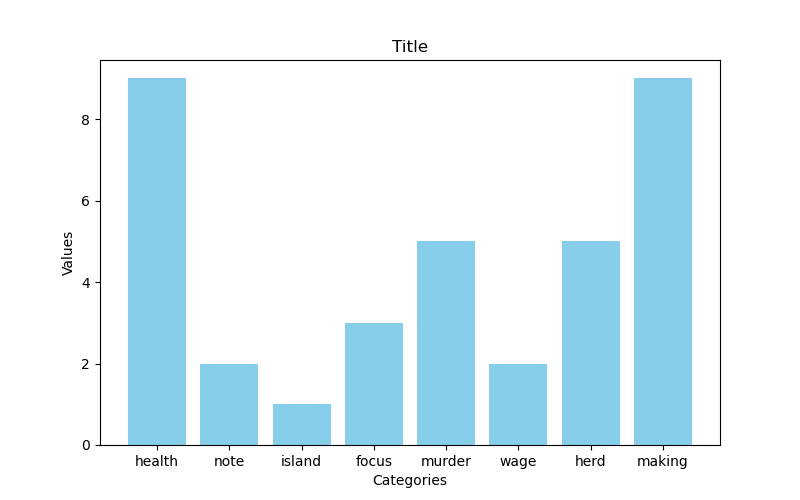 Title
Values
8
6
4
2
0
health note island focus murder wage herd making
Categories